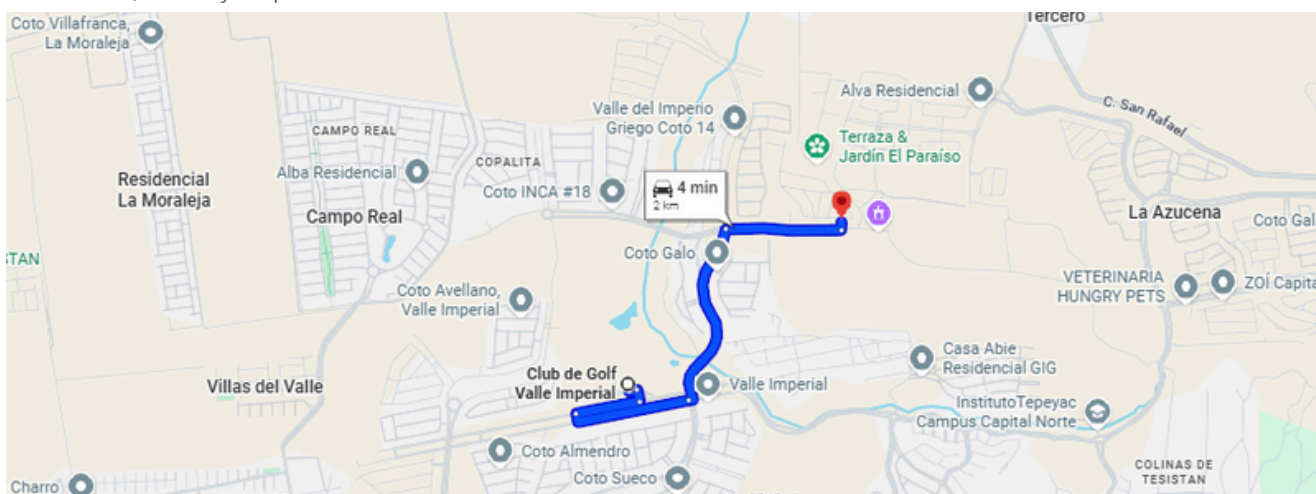 Coto Villafranca,
La Moraleja
Tercero
Alva Residencial
C. San Rafael
Valle del Imperio
Griego Coto 14
CAMPO REAL
Terraza &
Jardín El Paraíso
COPALITA
Alba Residencial
Residencial
La Moraleja
Coto INCA #18
4 min
2 km
Campo Real
La Azucena
Coto Gal
TAN
Coto Galo
VETERINARIA
HUNGRY PETS
ZOÍ Capita
Coto Avellano,
Valle Imperial
Casa Abie
Residencial GIG
Club de Golf
Valle Imperial
Villas del Valle
Valle Imperial
InstitutoTepeyac
Campus Capital Norte
Coto Almendro
Coto Sueco
COLINAS DE
TESISTAN
Charro